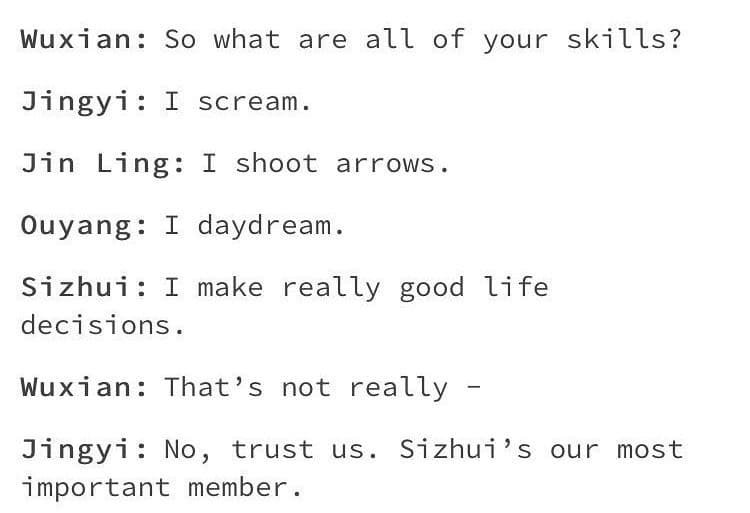 Wuxian: So what are all of your skills?
Jingyi: I scream.
Jin Ling: I shoot arrows.
Ouyang: I daydream.
Sizhui: I make really good life
decisions.
Wuxian: That’s not really –
Jingyi: No, trust us. Sizhui’s our most
important member.